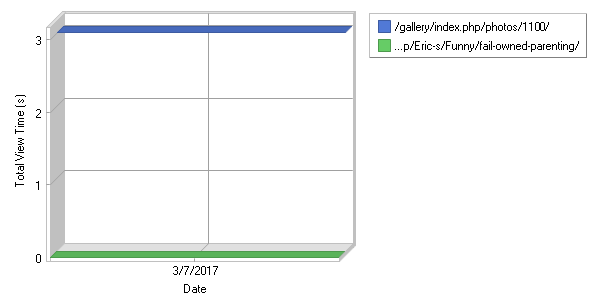 /gallery/index.php/photos/1100/
...p/Eric-s/Funny/fail-owned-parenting/
Total View Time (s)
3
2
1
0
3/7/2017
Date